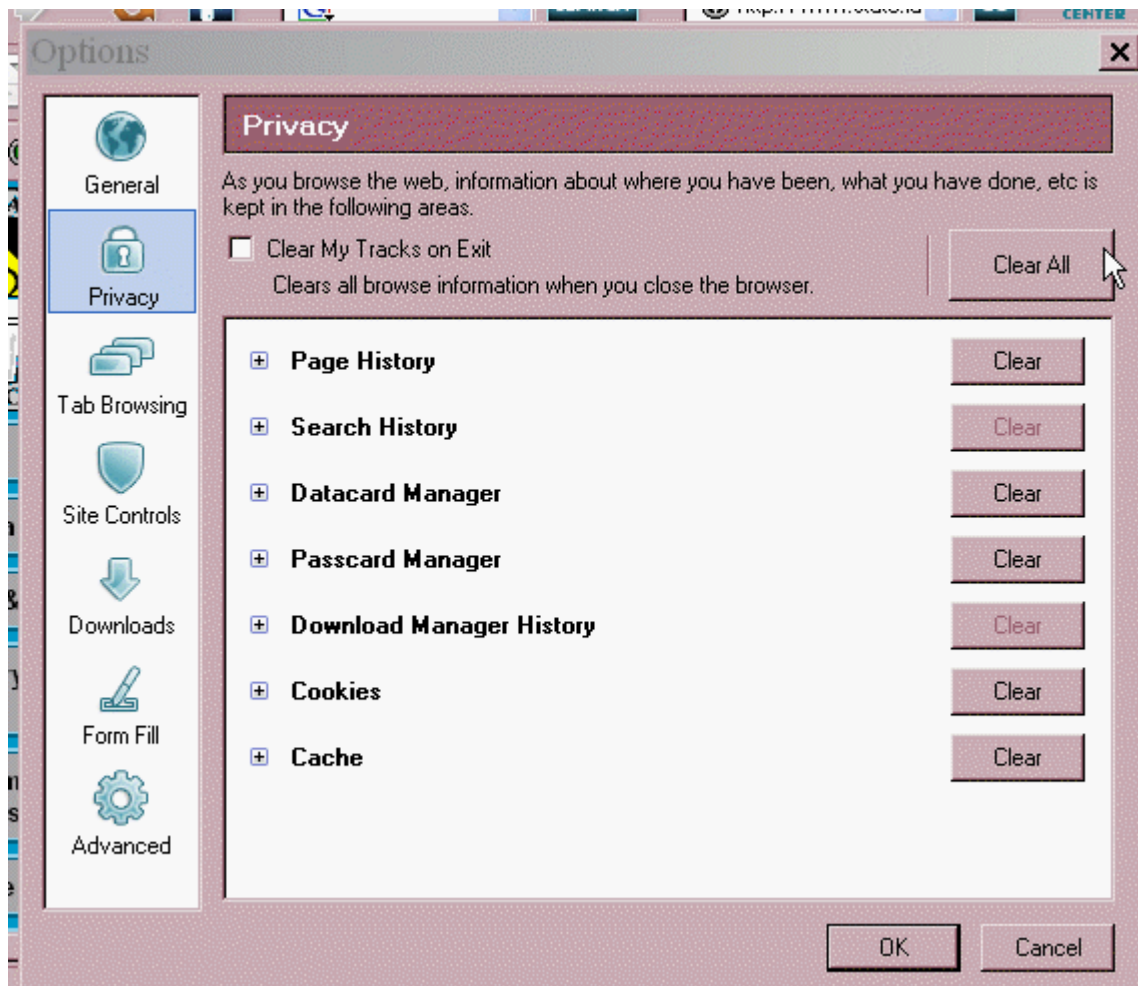 CENTER
Options
General
Privacy
Tab Browsing
Site Controls
Downloads
Form Fill
Advanced
Privacy
As you browse the web, information about where you have been, what you have done, etc is
kept in the following areas.
Clear My Tracks on Exit
Clears all browse information when you close the browser.
Clear All
Page History Clear
Search History Clear
Datacard Manager Clear
Passcard Manager Clear
Download Manager History Clear
Cookies Clear
Cache Clear
OK Cancel